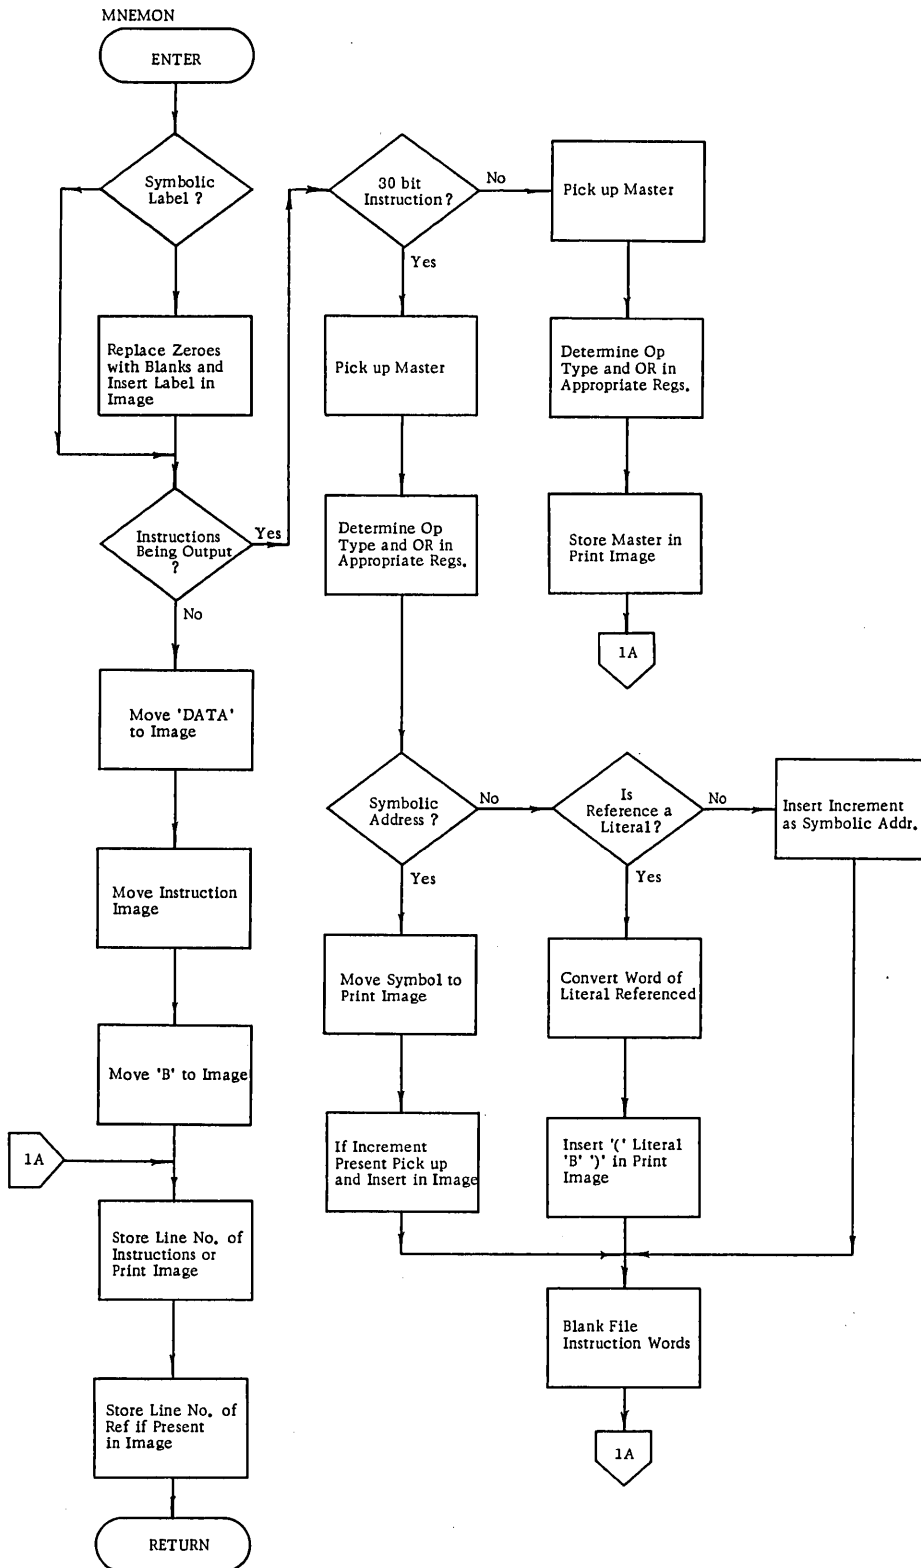 MNEMON
ENTER
Symbolic
Label ?
Replace Zeroes
with Blanks and
Insert Label in
Image
Instructions
Being Output
?
Yes
No
Move 'DATA'
to Image
Move Instruction
Image
Move 'B' to Image
1A
Store Line No. of
Instructions or
Print Image
Store Line No. of
Ref if Present
in Image
RETURN
30 bit
Instruction ?
No
Yes
Pick up Master
Determine Op
Type and OR in
Appropriate Regs.
Symbolic
Address ?
No
Yes
Move Symbol to
Print Image
If Increment
Present Pick up
and Insert in Image
Pick up Master
Determine Op
Type and OR in
Appropriate Regs.
Store Master in
Print Image
1A
Is
Reference a
Literal ?
No
Yes
Convert Word of
Literal Referenced
Insert '(' Literal
'B' ')' in Print
Image
Insert Increment
as Symbolic Addr.
Blank File
Instruction Words
1A